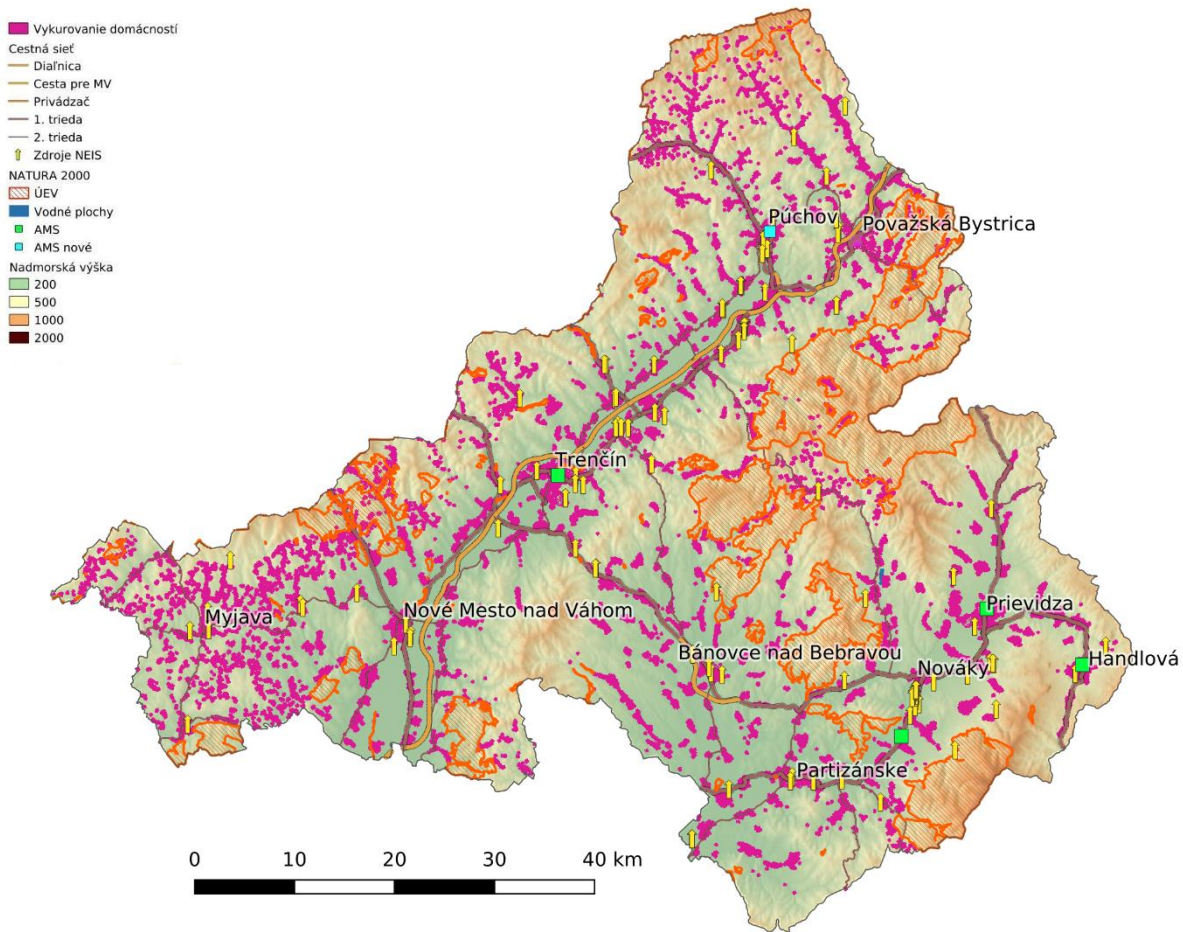 Vykurovanie domácností
Cestná sieť
Diaľnica
Cesta pre MV
Privádzač
1. trieda
2. trieda
Zdroje NEIS
NATURA 2000
ÚEV
Vodné plochy
AMS
AMS nové
Nadmorská výška
200
500
1000
2000
Púchov
Považská Bystrica
Trenčín
Myjava
Nové Mesto nad Váhom
Prievidza
Bánovce nad Bebravou
Nováky
Handlová
Partizánske
0 10 20 30 40 km